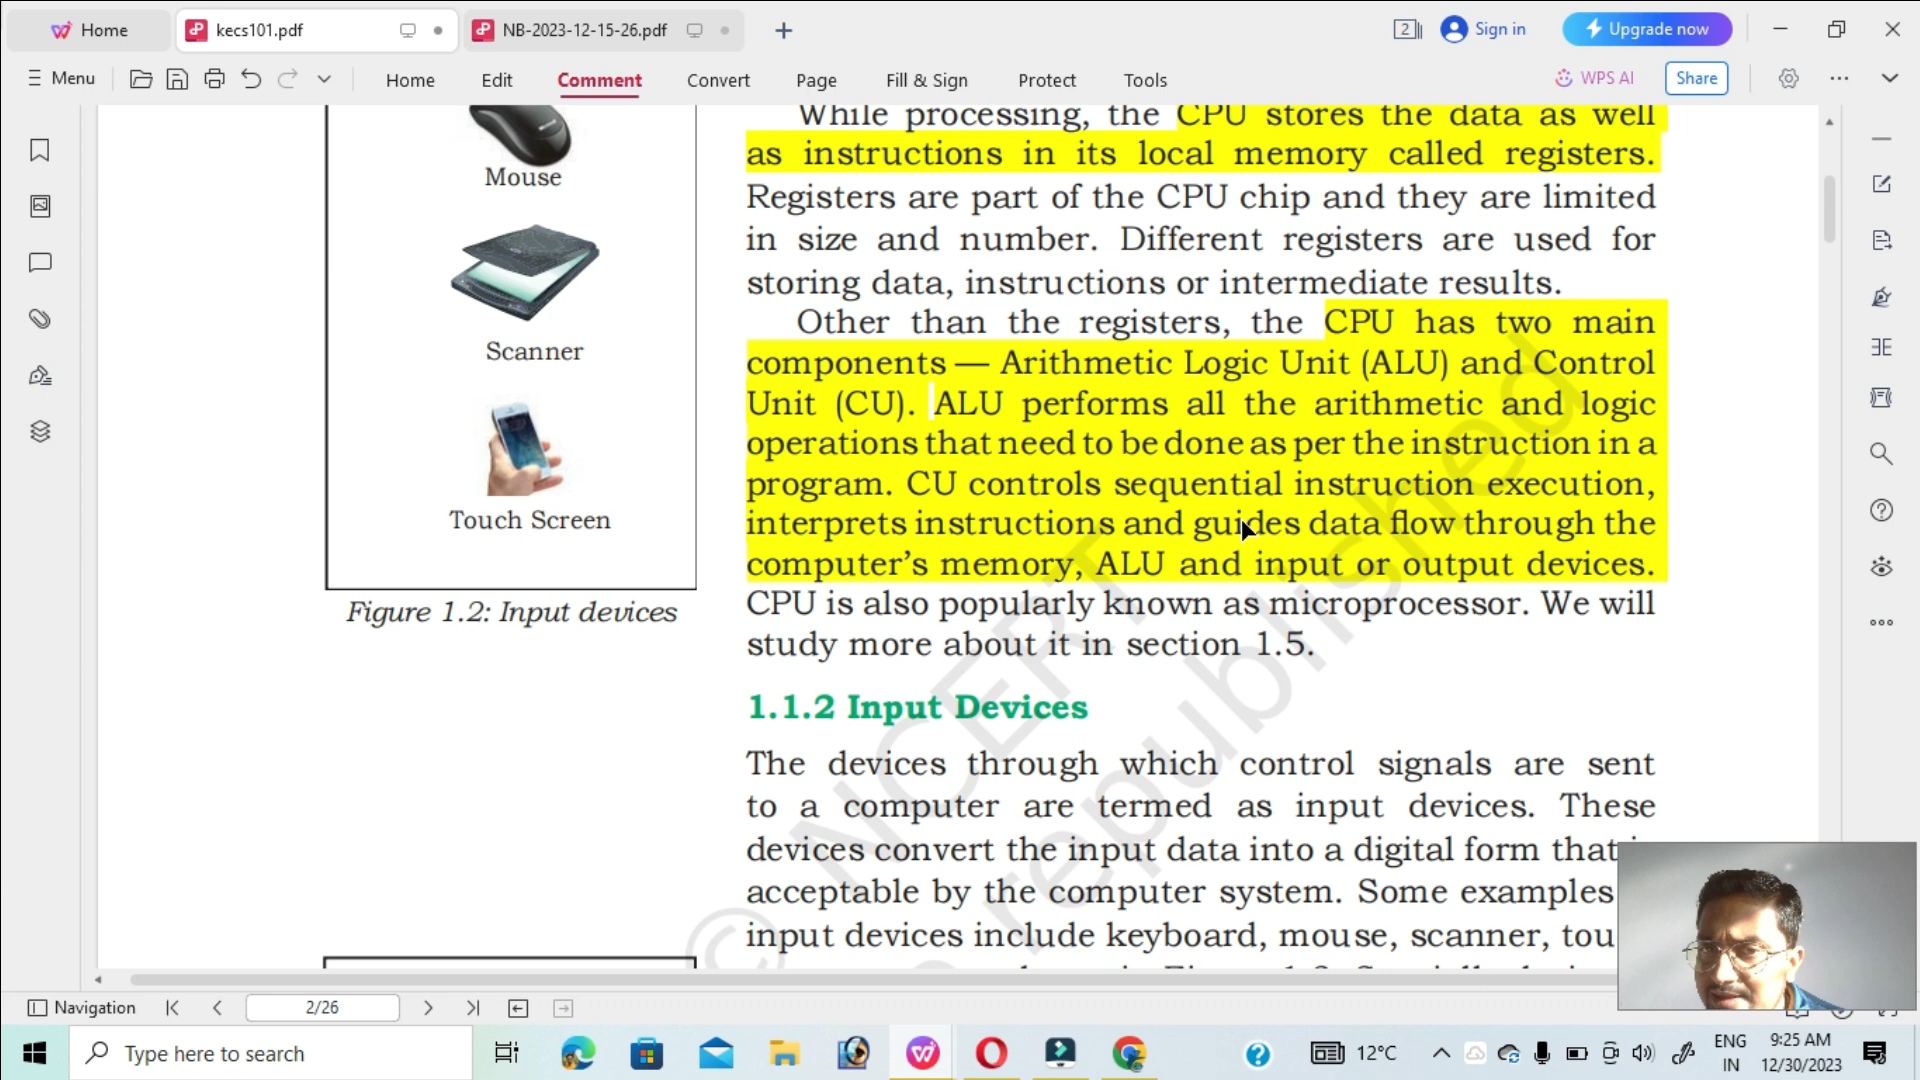 Home
kecs101.pdf
NB-2023-12-15-26.pdf
2
Sign in
Upgrade now
Menu
Home
Edit
Comment
Convert
Page
Fill & Sign
Protect
Tools
WPS AI
Share
Mouse
Scanner
Touch Screen
Figure 1.2: Input devices
While processing, the CPU stores the data as well
as instructions in its local memory called registers.
Registers are part of the CPU chip and they are limited
in size and number. Different registers are used for
storing data, instructions or intermediate results.
Other than the registers, the CPU has two main
components — Arithmetic Logic Unit (ALU) and Control
Unit (CU). ALU performs all the arithmetic and logic
operations that need to be done as per the instruction in a
program. CU controls sequential instruction execution,
interprets instructions and guides data flow through the
computer's memory, ALU and input or output devices.
CPU is also popularly known as microprocessor. We will
study more about it in section 1.5.
1.1.2 Input Devices
The devices through which control signals are sent
to a computer are termed as input devices. These
devices convert the input data into a digital form that
acceptable by the computer system. Some examples
input devices include keyboard, mouse, scanner, tou
© NCERT
republished
Navigation
2/26
Type here to search
12°C
ENG
IN
9:25 AM
12/30/2023